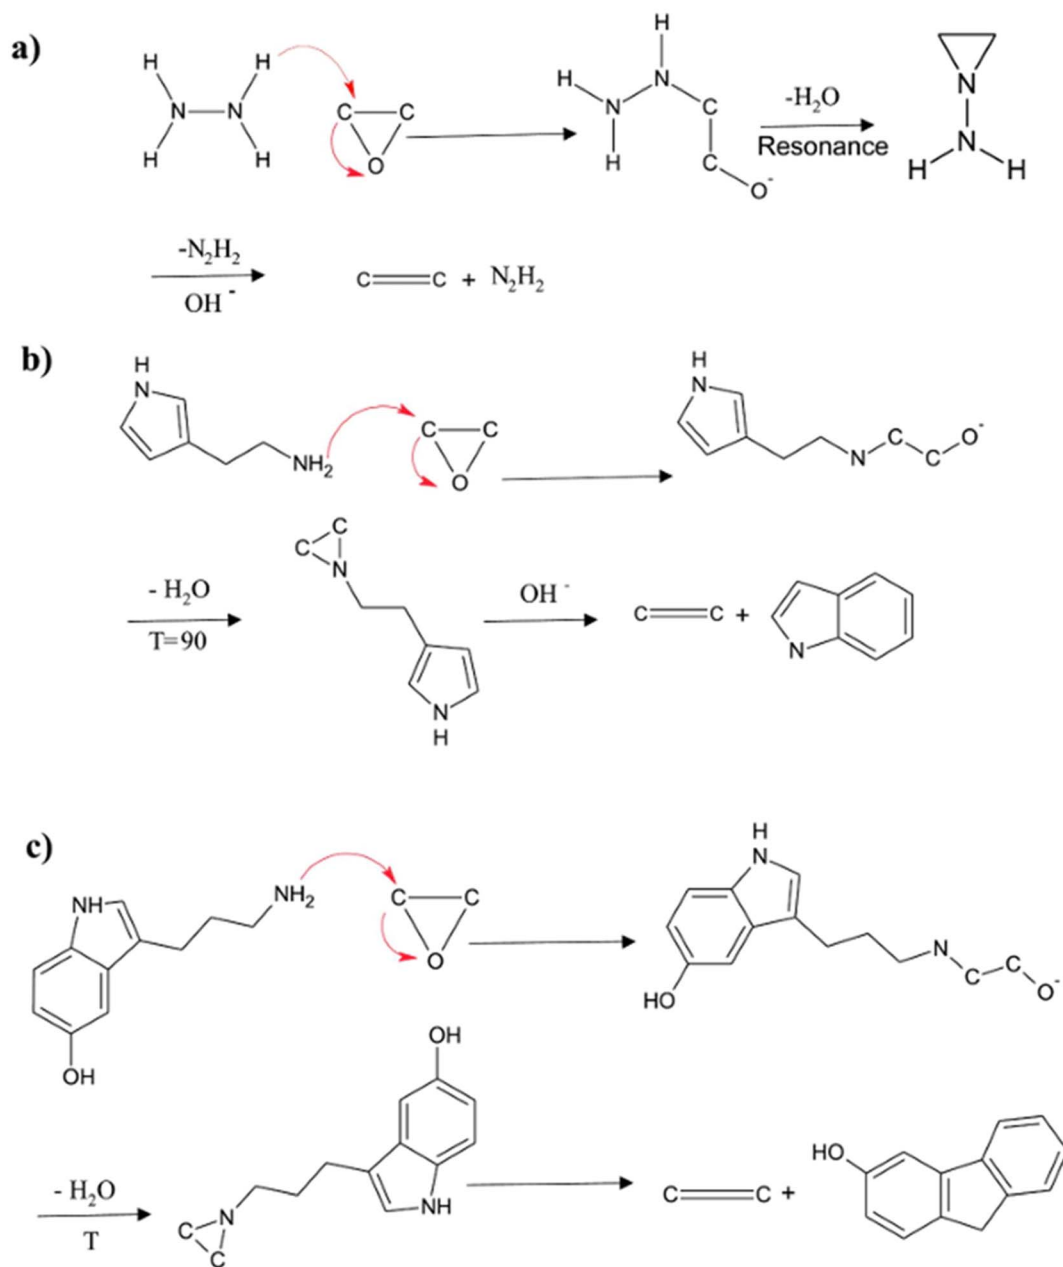 a)
H H H
N N C C H N C -H₂O N
H H O H C O⁻ Resonance H N H
-N₂H₂
OH⁻ C C + N₂H₂
b)
H H
N C C N C O⁻
NH₂ O N C
C
C N
- H₂O OH⁻ C C +
T=90 N
N
H
c)
H
N
NH NH₂ C C
O N C
HO C O⁻
OH
OH
HO
- H₂O
T N NH C C +
C
C